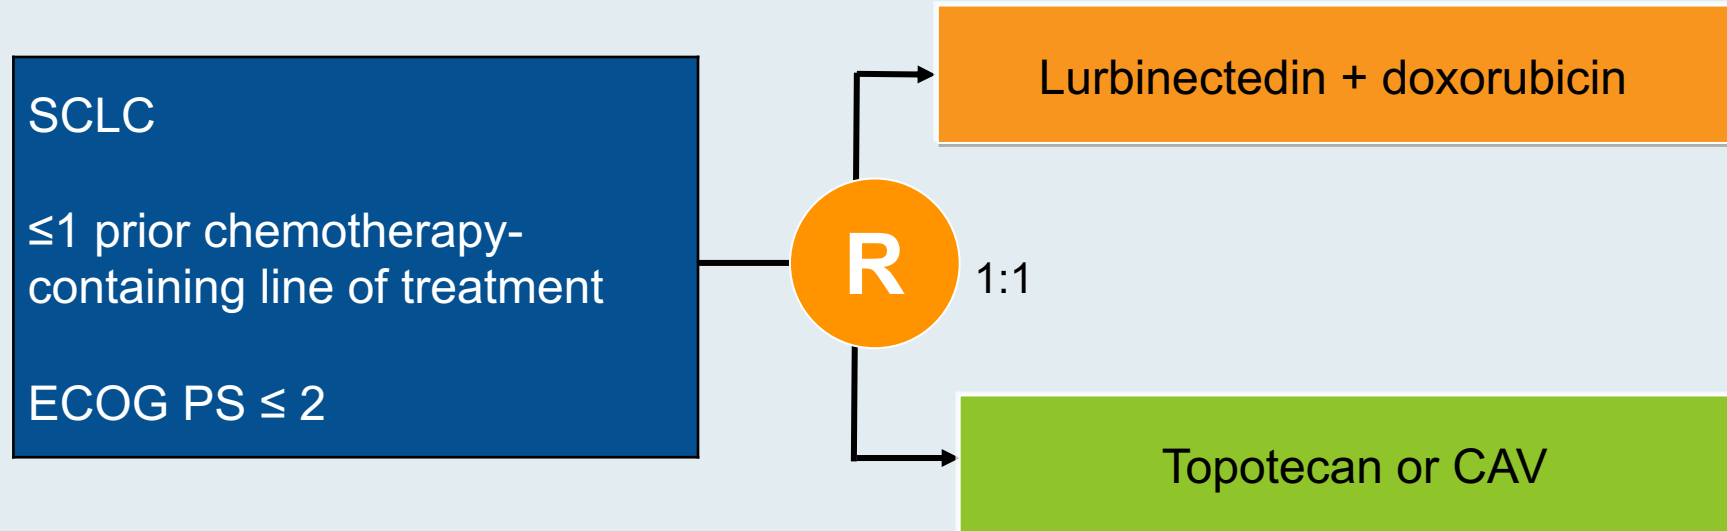 SCLC
≤1 prior chemotherapy-
containing line of treatment
ECOG PS ≤ 2
R
1:1
Lurbinectedin + doxorubicin
Topotecan or CAV